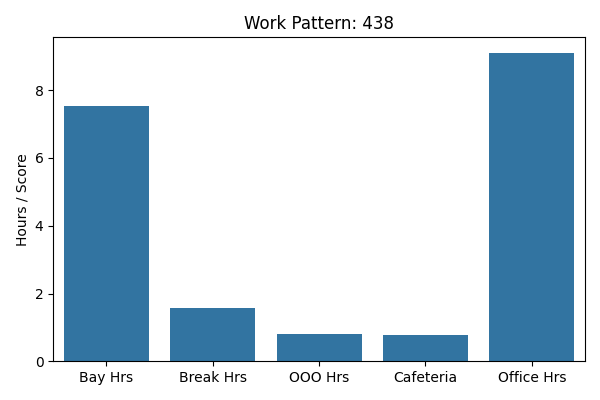 Work Pattern: 438
Hours / Score
8
6
4
2
0
Bay Hrs
Break Hrs
OOO Hrs
Cafeteria
Office Hrs